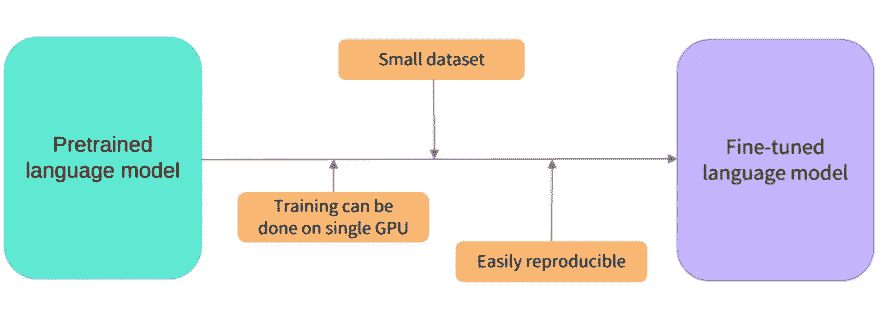 Small dataset
Pretrained
language model
Fine-tuned
language model
Training can be
done on single GPU
Easily reproducible